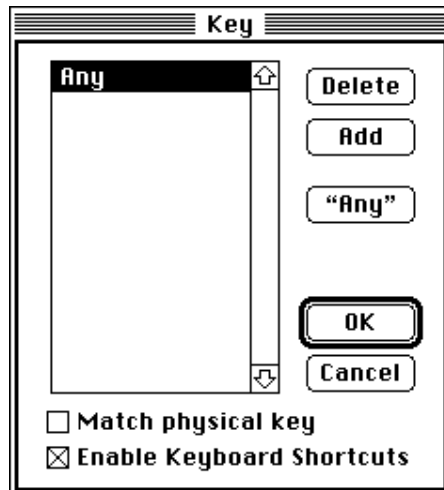 Key
Any
Delete
Add
“Any”
OK
Cancel
Match physical key
Enable Keyboard Shortcuts